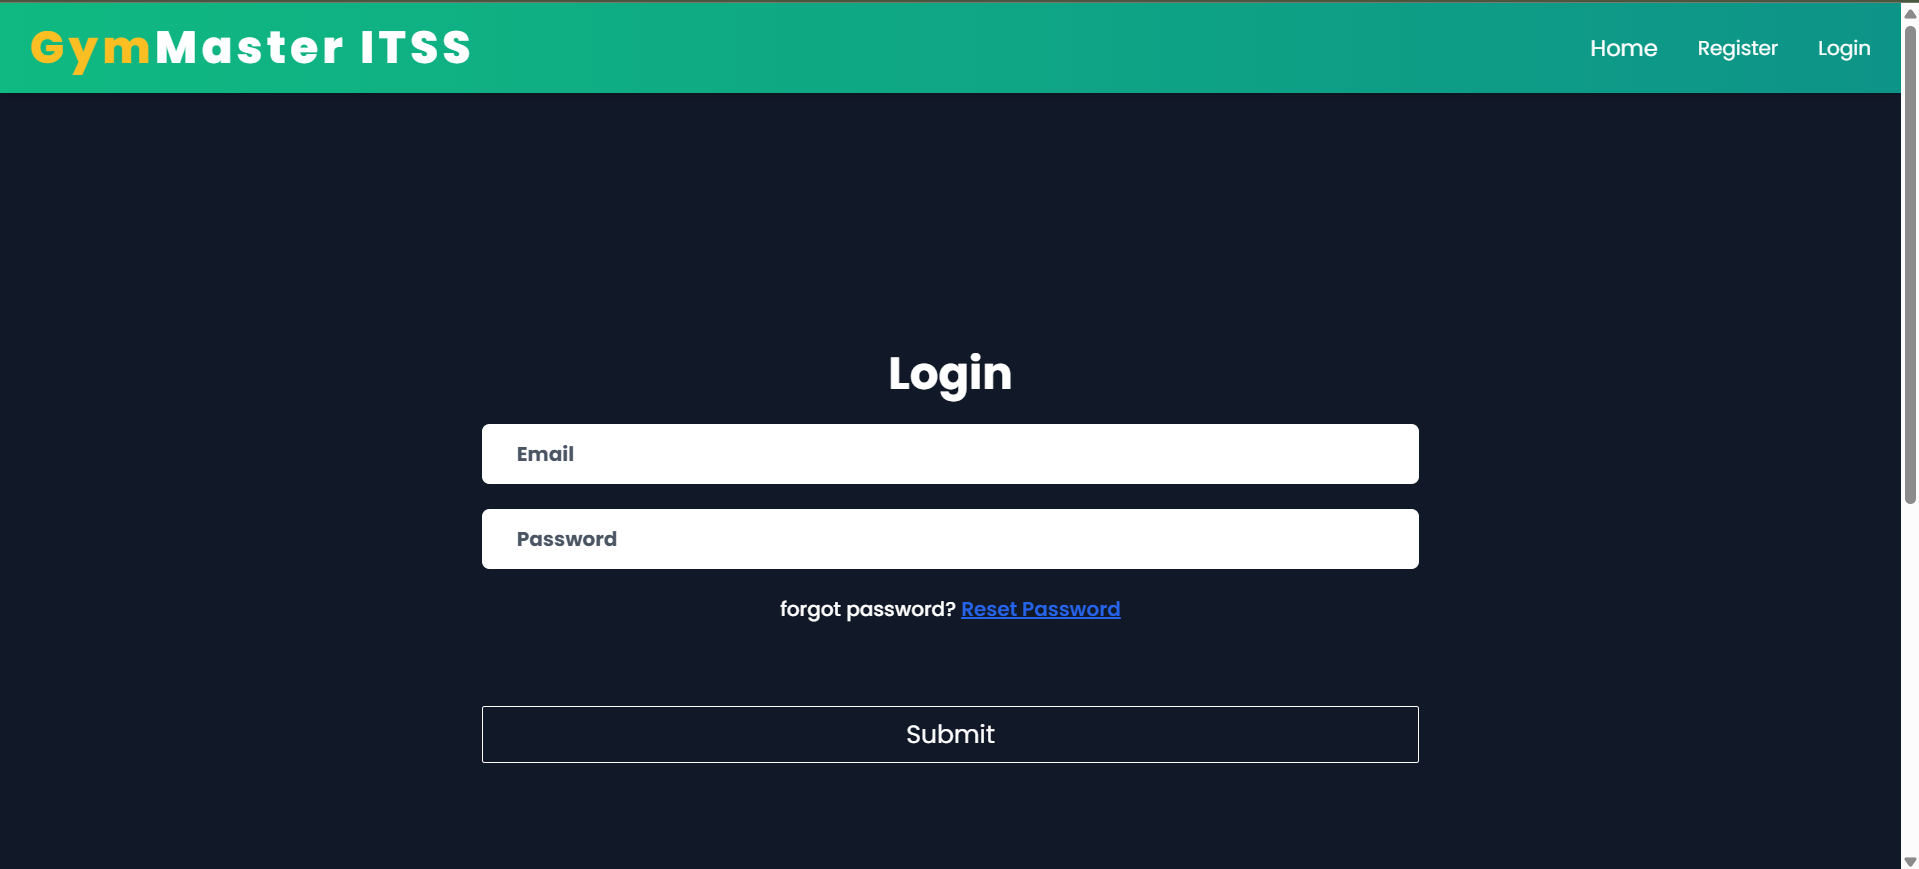 GymMaster ITSS
Home Register Login
Login
Email
Password
forgot password? Reset Password
Submit